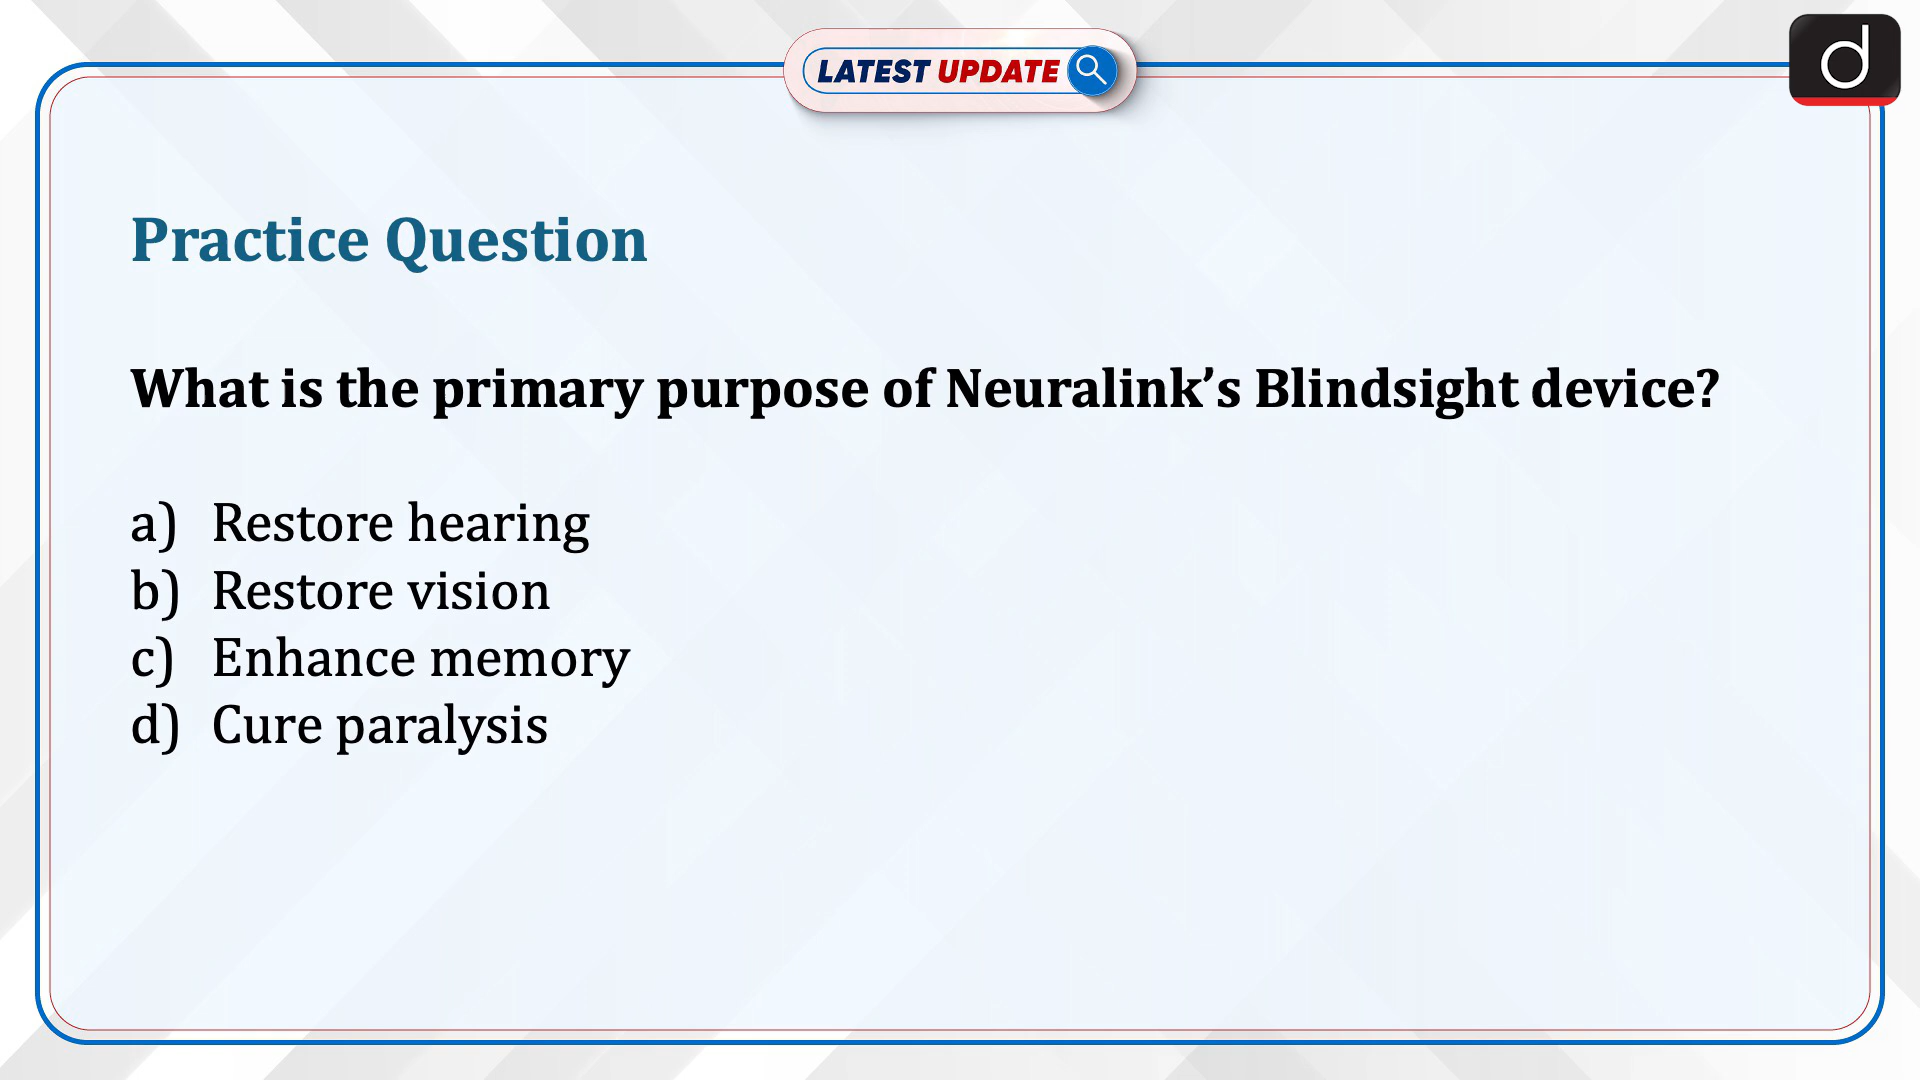 LATEST UPDATE
d
Practice Question
What is the primary purpose of Neuralink’s Blindsight device?
a) Restore hearing
b) Restore vision
c) Enhance memory
d) Cure paralysis